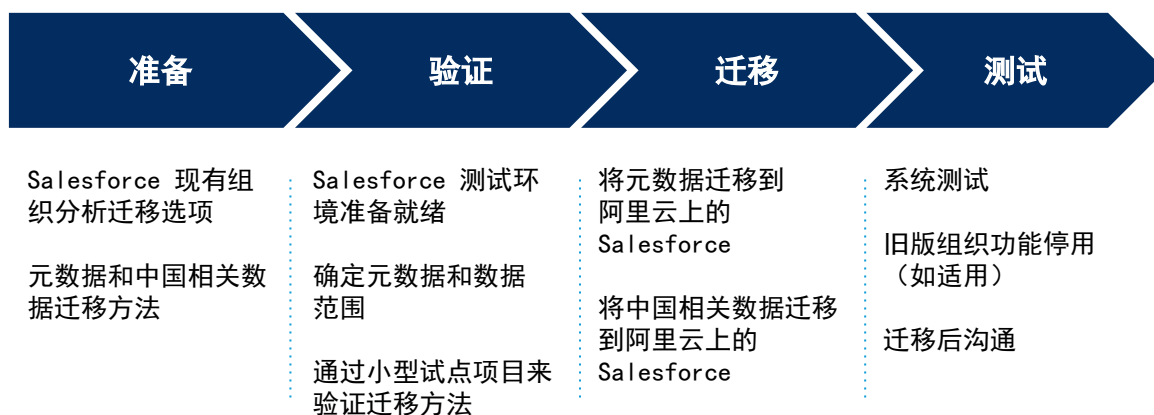 准备
验证
迁移
测试
Salesforce 现有组
织分析迁移选项
元数据和中国相关数
据迁移方法
Salesforce 测试环
境准备就绪
确定元数据和数据
范围
通过小型试点项目来
验证迁移方法
将元数据迁移到
阿里云上的
Salesforce
将中国相关数据迁移
到阿里云上的
Salesforce
系统测试
旧版组织功能停用
（如适用）
迁移后沟通